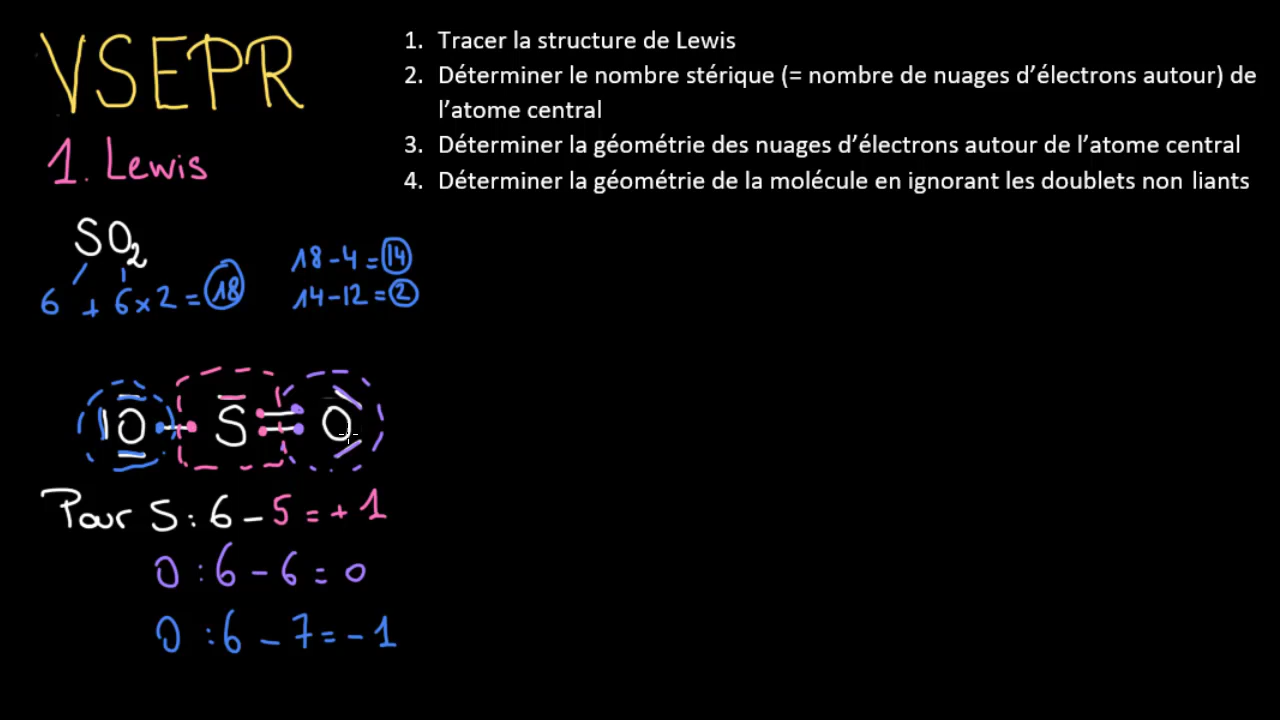 VSEPR
1. Tracer la structure de Lewis
2. Déterminer le nombre stérique (= nombre de nuages d'électrons autour) de
l'atome central
3. Déterminer la géométrie des nuages d'électrons autour de l'atome central
4. Déterminer la géométrie de la molécule en ignorant les doublets non liants
1. Lewis
SO₂
6 + 6 x 2 = 18
18 - 4 = 14
14 - 12 = 2
O S O
Pour S : 6 - 5 = + 1
O : 6 - 6 = 0
O : 6 - 7 = - 1